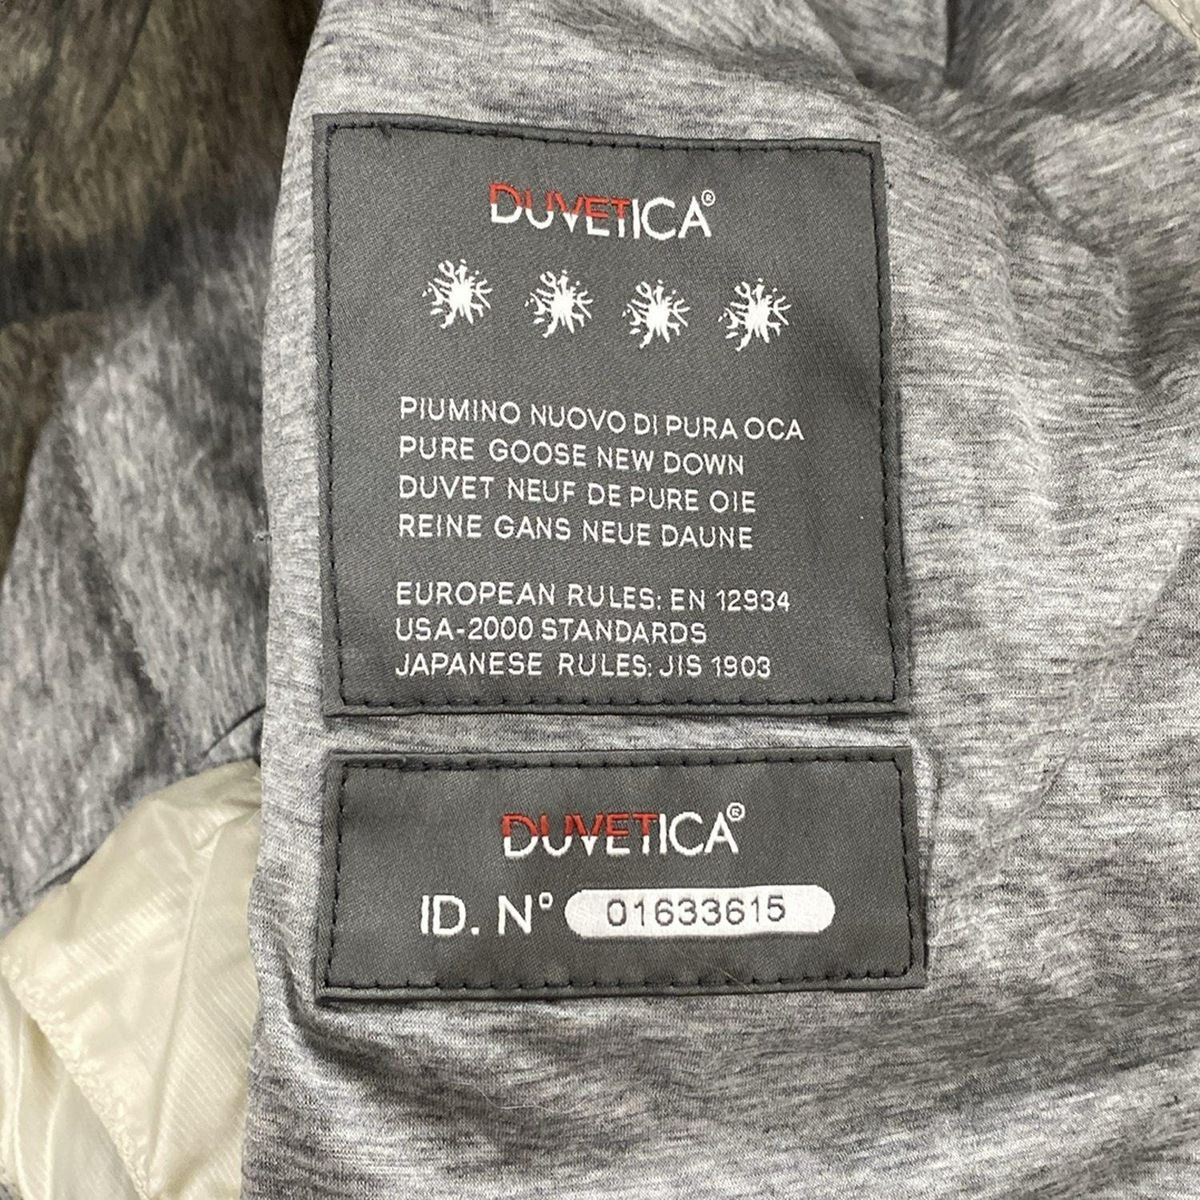 DUVETICA®
PIUMINO NUOVO DI PURA OCA
PURE GOOSE NEW DOWN
DUVET NEUF DE PURE OIE
REINE GANS NEUE DAUNE
EUROPEAN RULES: EN 12934
USA-2000 STANDARDS
JAPANESE RULES: JIS 1903
DUVETICA®
ID. N° 01633615